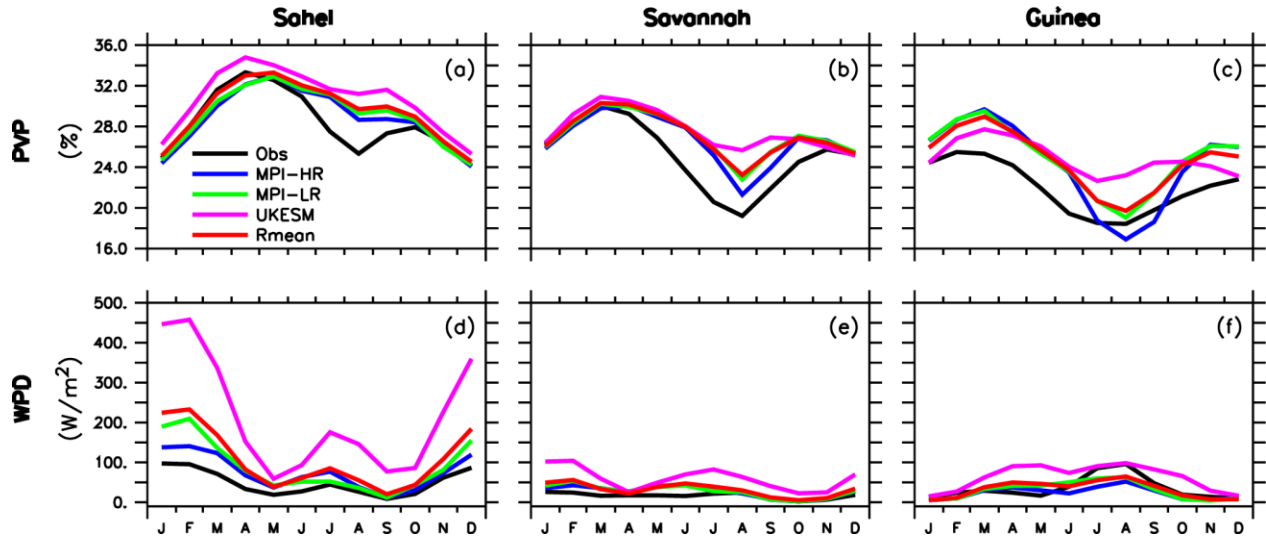 Sahel Savannah Guinea
36.0 (a) (b) (c)
32.0
28.0
24.0
20.0
16.0
PVP
(%)
Obs
MPI-HR
MPI-LR
UKESM
Rmean
500. (d) (e) (f)
400.
300.
200.
100.
0.
WPD
(W/m²)
J F M A M J J A S O N D J F M A M J J A S O N D J F M A M J J A S O N D